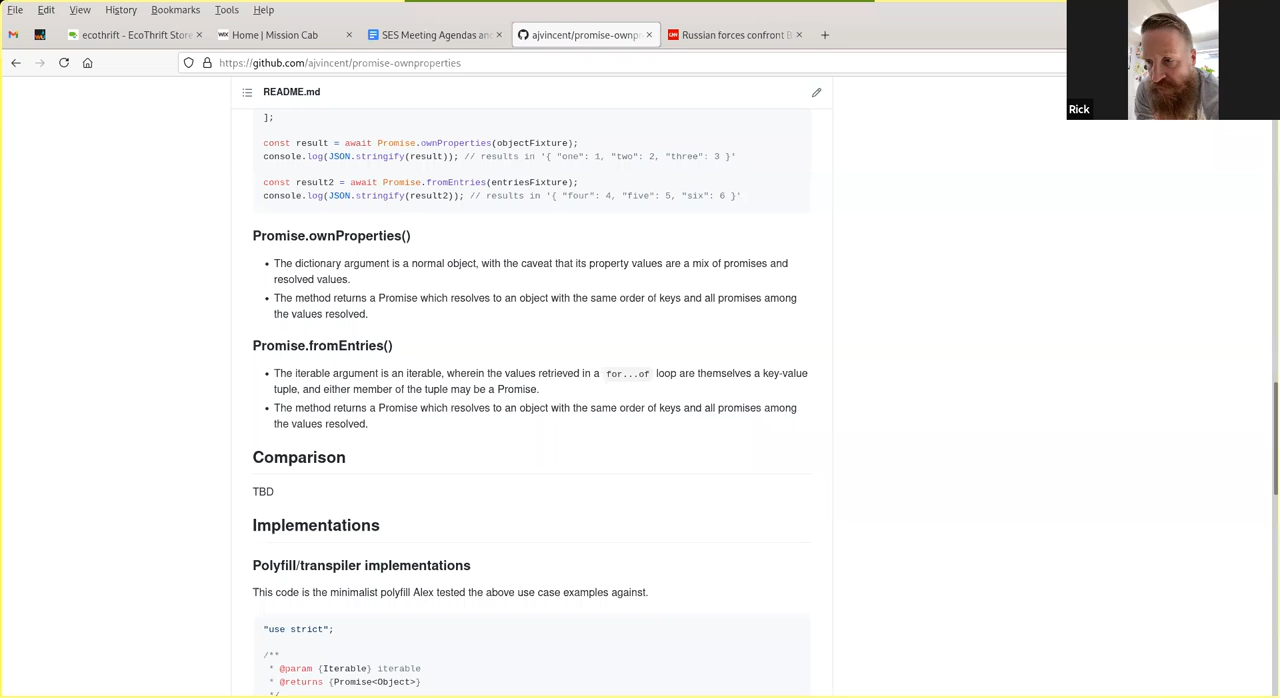 File Edit View History Bookmarks Tools Help
ecothrift - EcoThrift Store
Home | Mission Cab
SES Meeting Agendas and
ajvincent/promise-ownpr
Russian forces confront B
https://github.com/ajvincent/promise-ownproperties
Rick
README.md
];
const result = await Promise.ownProperties(objectFixture);
console.log(JSON.stringify(result)); // results in '{ "one": 1, "two": 2, "three": 3 }'
const result2 = await Promise.fromEntries(entriesFixture);
console.log(JSON.stringify(result2)); // results in '{ "four": 4, "five": 5, "six": 6 }'
Promise.ownProperties()
• The dictionary argument is a normal object, with the caveat that its property values are a mix of promises and
resolved values.
• The method returns a Promise which resolves to an object with the same order of keys and all promises among
the values resolved.
Promise.fromEntries()
• The iterable argument is an iterable, wherein the values retrieved in a for...of loop are themselves a key-value
tuple, and either member of the tuple may be a Promise.
• The method returns a Promise which resolves to an object with the same order of keys and all promises among
the values resolved.
Comparison
TBD
Implementations
Polyfill/transpiler implementations
This code is the minimalist polyfill Alex tested the above use case examples against.
"use strict";
/**
* @param {Iterable} iterable
* @returns {Promise<Object>}
*/